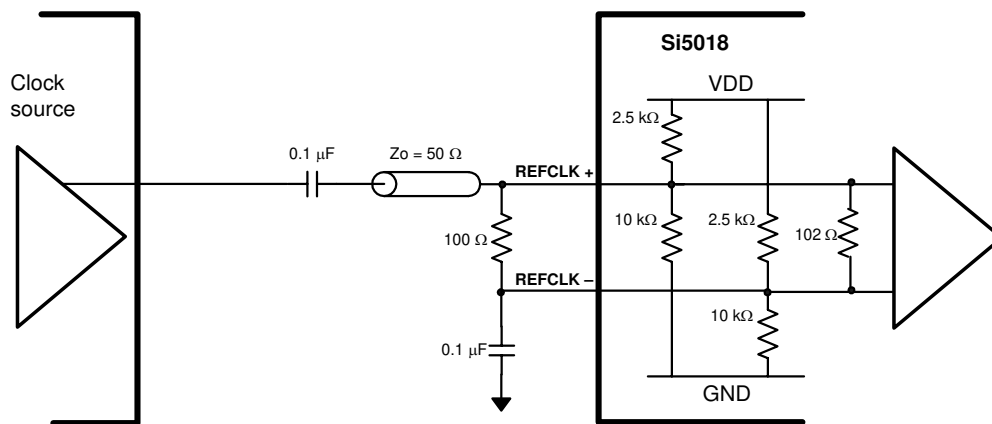 Si5018
Clock
source
VDD
2.5 kΩ
0.1 μF
Zo = 50 Ω
REFCLK +
100 Ω
10 kΩ
2.5 kΩ
102 Ω
REFCLK –
10 kΩ
0.1 μF
GND